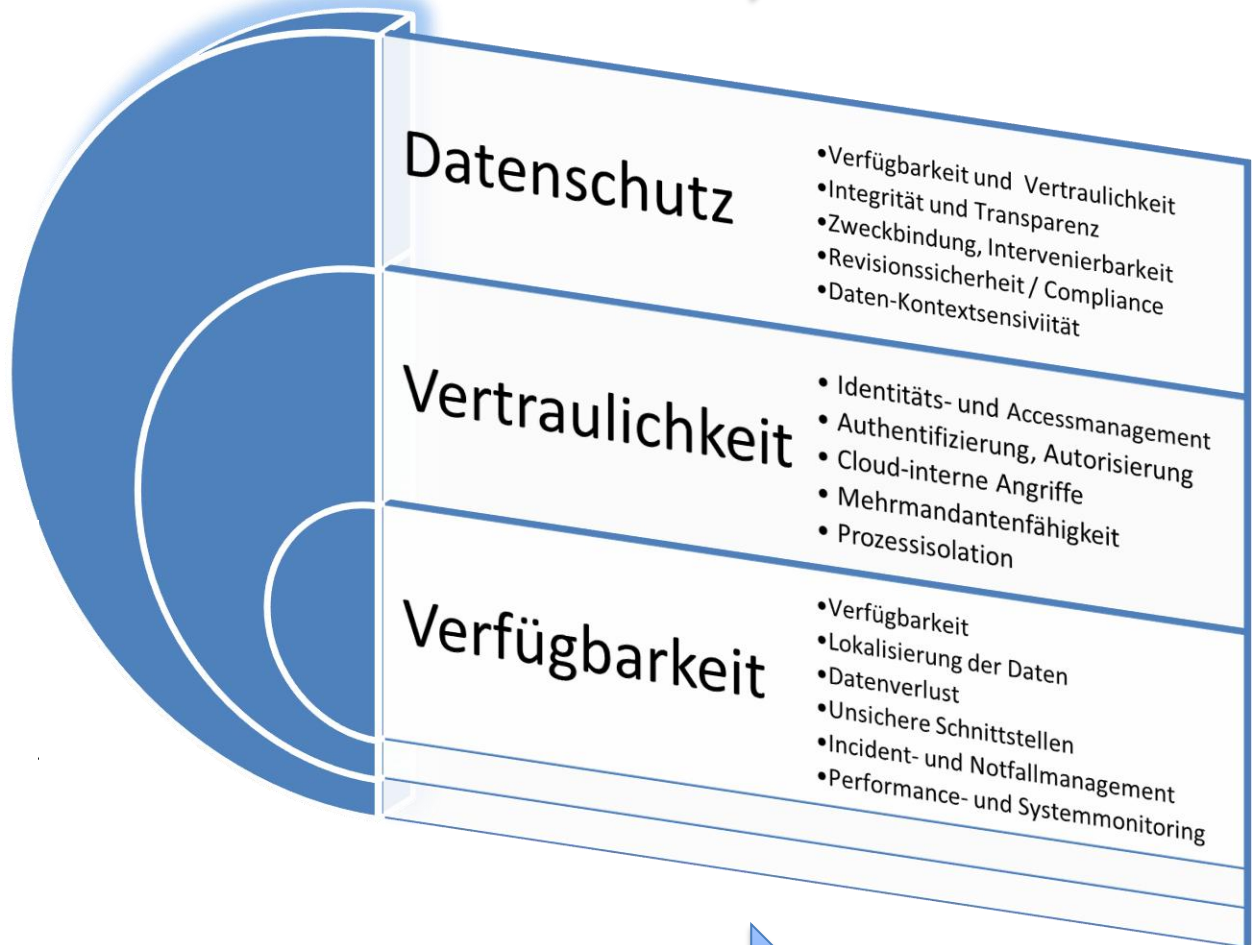 Datenschutz
•Verfügbarkeit und Vertraulichkeit
•Integrität und Transparenz
•Zweckbindung, Intervenierbarkeit
•Revisionssicherheit / Compliance
•Daten-Kontextsensiviität
Vertraulichkeit
• Identitäts- und Accessmanagement
• Authentifizierung, Autorisierung
• Cloud-interne Angriffe
• Mehrmandantenfähigkeit
• Prozessisolation
Verfügbarkeit
•Verfügbarkeit
•Lokalisierung der Daten
•Datenverlust
•Unsichere Schnittstellen
•Incident- und Notfallmanagement
•Performance- und Systemmonitoring